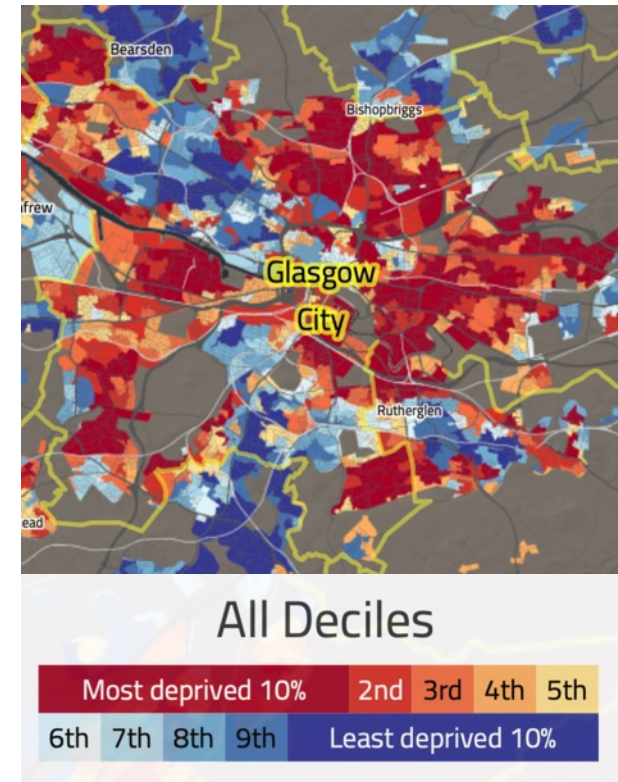 Bearsden
Bishopbriggs
nfrew
Glasgow
City
Rutherglen
ead
All Deciles
Most deprived 10% 2nd 3rd 4th 5th
6th 7th 8th 9th Least deprived 10%